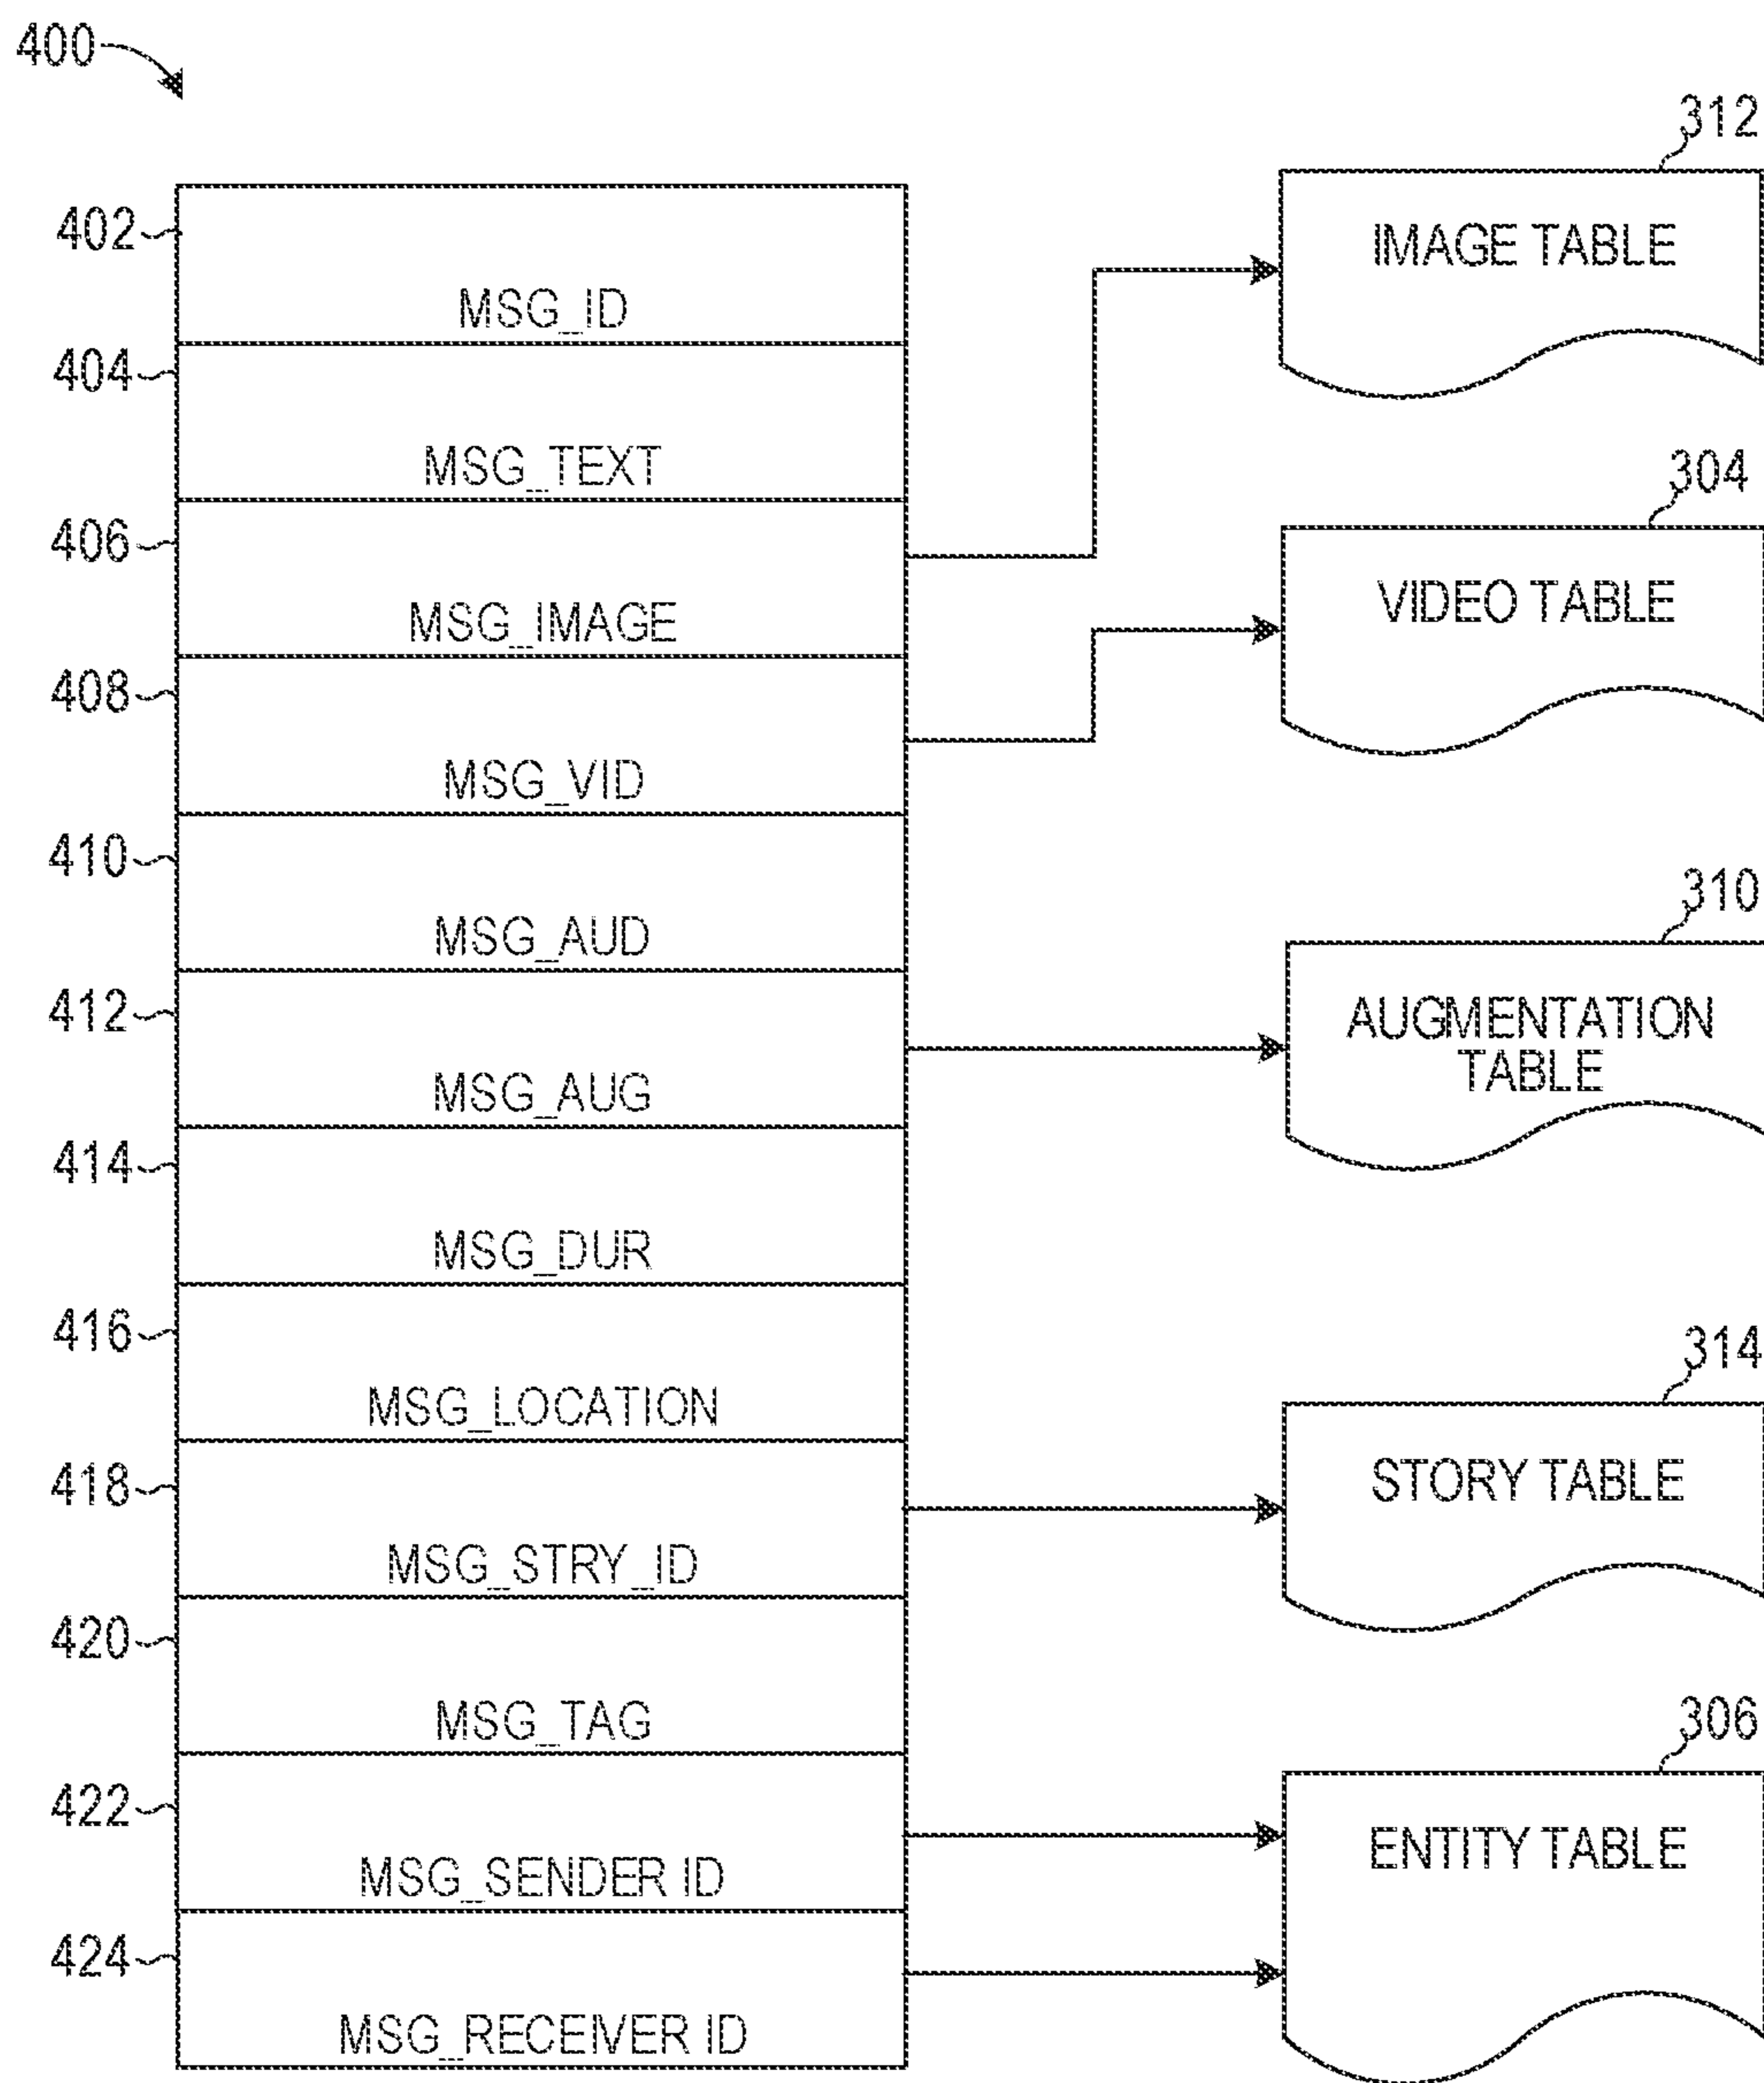 400
402
MSG_ID
404
MSG_TEXT
406
MSG_IMAGE
408
MSG_VID
410
MSG_AUD
412
MSG_AUG
414
MSG_DUR
416
MSG_LOCATION
418
MSG_STRY_ID
420
MSG_TAG
422
MSG_SENDER ID
424
MSG_RECEIVER ID
312
IMAGE TABLE
304
VIDEO TABLE
310
AUGMENTATION
TABLE
314
STORY TABLE
306
ENTITY TABLE